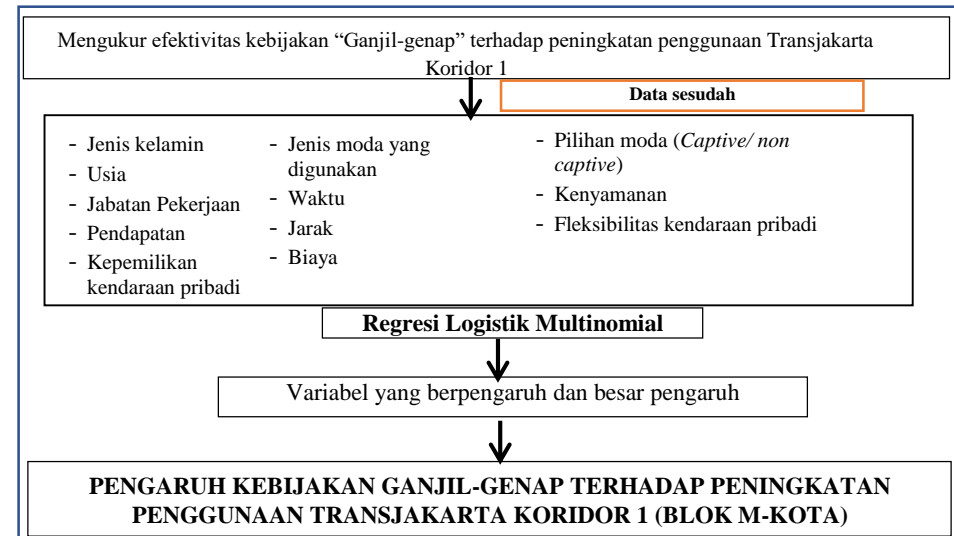 Mengukur efektivitas kebijakan “Ganjil-genap” terhadap peningkatan penggunaan Transjakarta
Koridor 1
Data sesudah
- Jenis kelamin
- Usia
- Jabatan Pekerjaan
- Pendapatan
- Kepemilikan
kendaraan pribadi
- Jenis moda yang
digunakan
- Waktu
- Jarak
- Biaya
- Pilihan moda (Captive/ non
captive)
- Kenyamanan
- Fleksibilitas kendaraan pribadi
Regresi Logistik Multinomial
Variabel yang berpengaruh dan besar pengaruh
PENGARUH KEBIJAKAN GANJIL-GENAP TERHADAP PENINGKATAN
PENGGUNAAN TRANSJAKARTA KORIDOR 1 (BLOK M-KOTA)